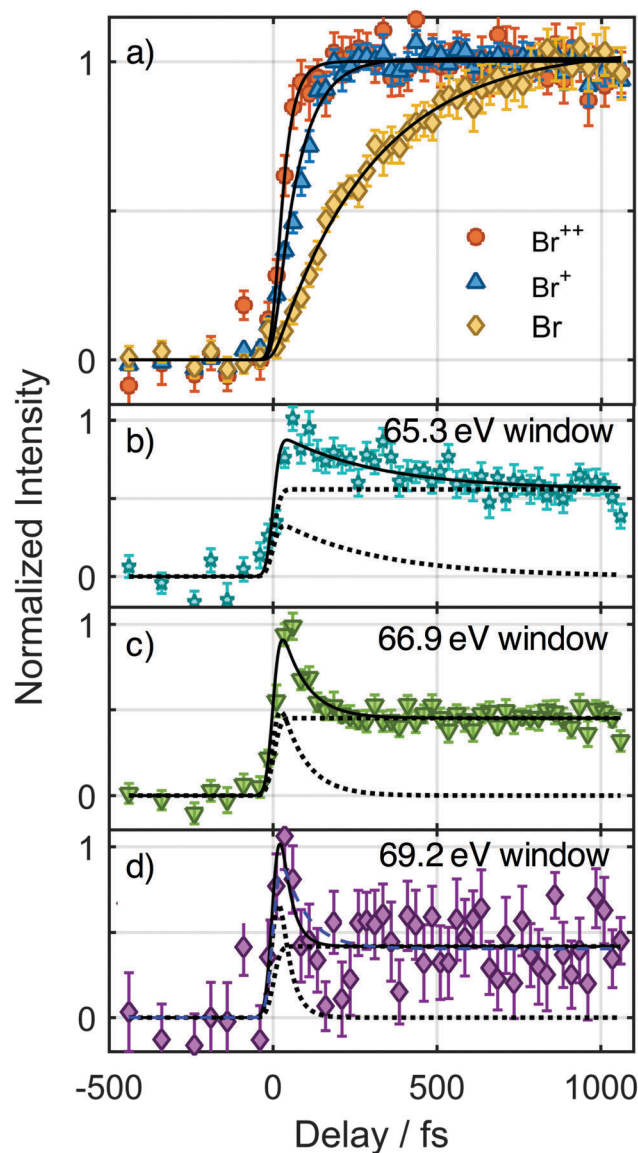 a)
1
0
Br++
Br+
Br
b)
65.3 eV window
1
0
c)
66.9 eV window
1
0
d)
69.2 eV window
1
0
-500
0
500
1000
Delay / fs
Normalized Intensity